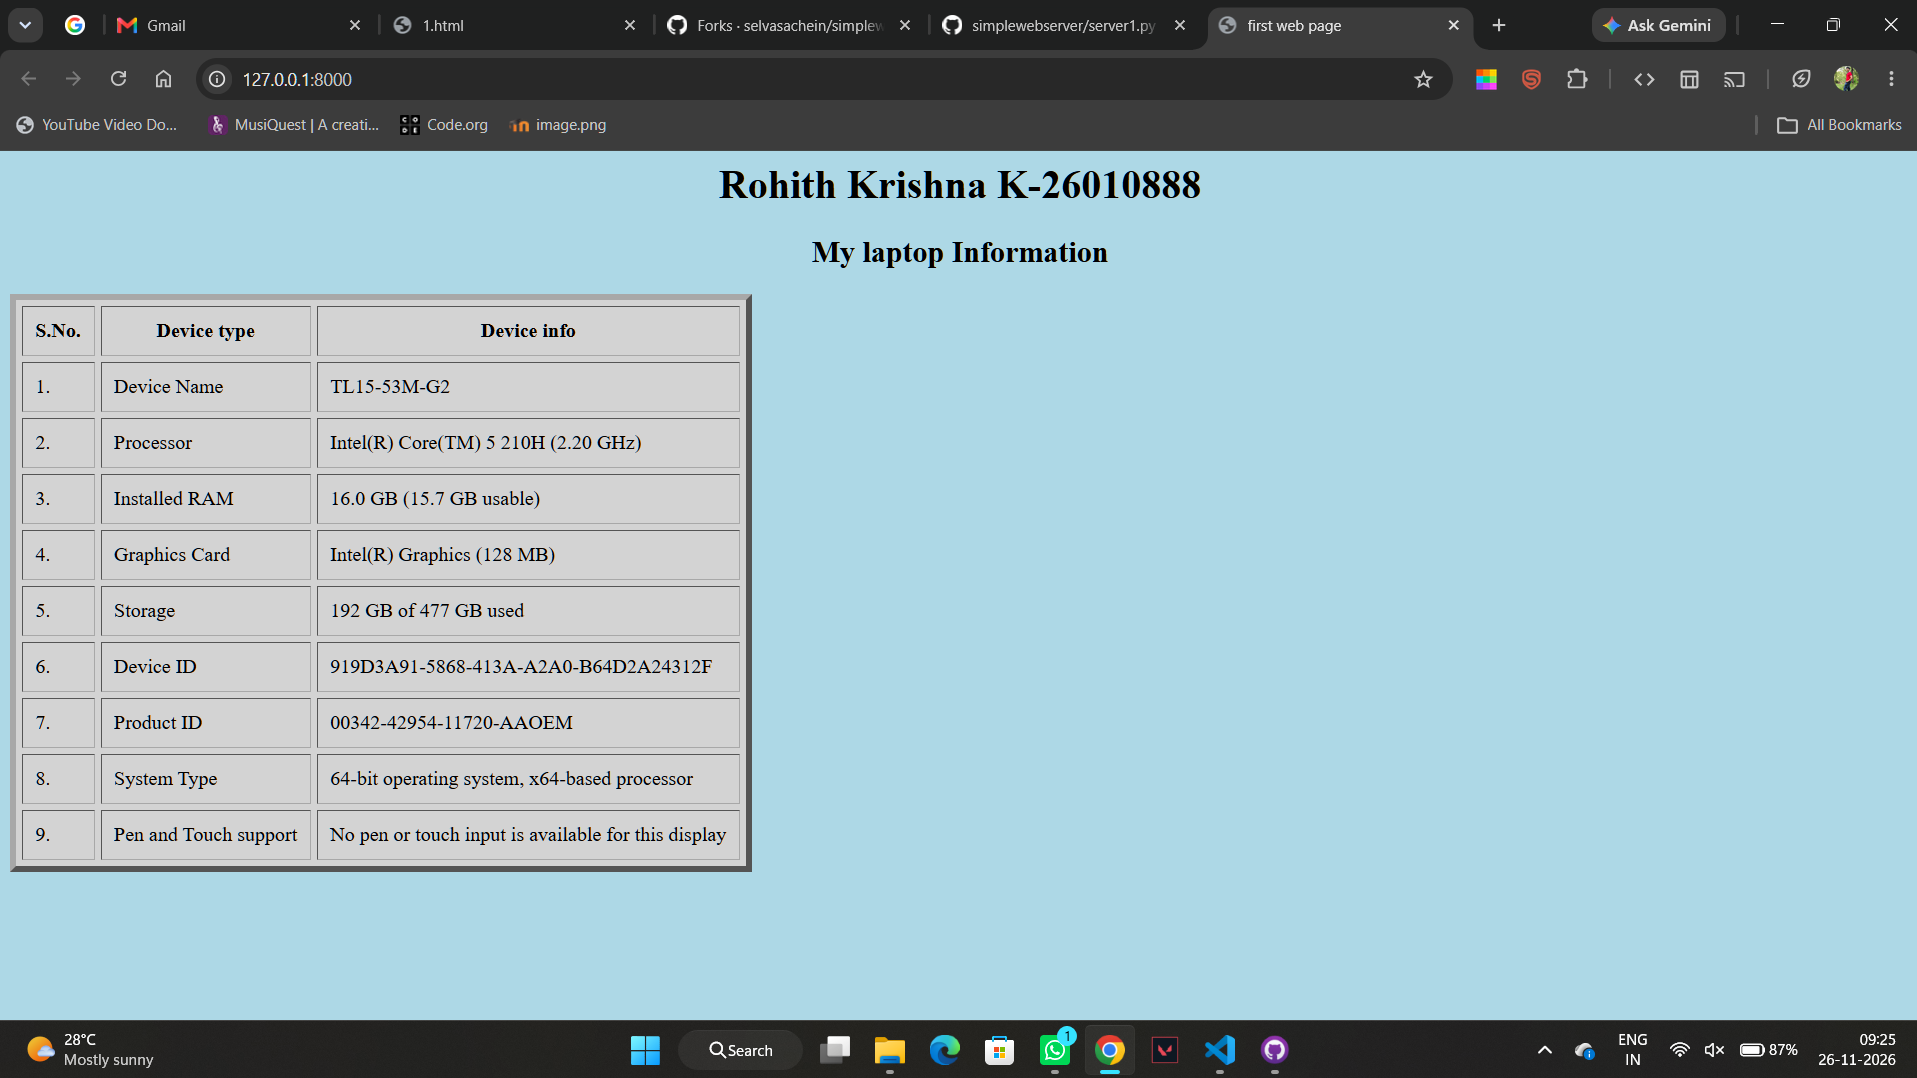 Gmail
1.html
Forks · selvasachein/simplew
simplewebserver/server1.py
first web page
Ask Gemini
127.0.0.1:8000
YouTube Video Do...
MusiQuest | A creati...
Code.org
image.png
All Bookmarks
Rohith Krishna K-26010888
My laptop Information
S.No. Device type Device info
1. Device Name TL15-53M-G2
2. Processor Intel(R) Core(TM) 5 210H (2.20 GHz)
3. Installed RAM 16.0 GB (15.7 GB usable)
4. Graphics Card Intel(R) Graphics (128 MB)
5. Storage 192 GB of 477 GB used
6. Device ID 919D3A91-5868-413A-A2A0-B64D2A24312F
7. Product ID 00342-42954-11720-AAOEM
8. System Type 64-bit operating system, x64-based processor
9. Pen and Touch support No pen or touch input is available for this display
28°C
Mostly sunny
Search
1
ENG
IN
87%
09:25
26-11-2026